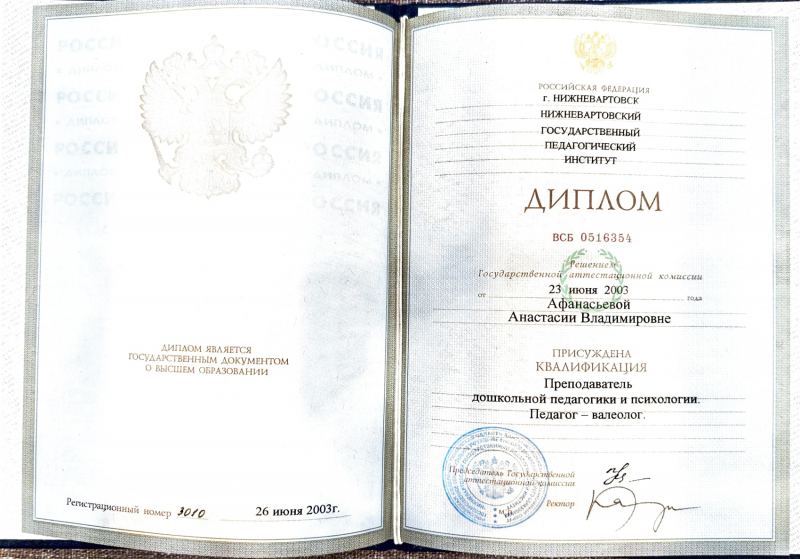 РОССИЯ
РОССИЯ
• ДИПЛОМ •
ДИПЛОМ ЯВЛЯЕТСЯ
ГОСУДАРСТВЕННЫМ ДОКУМЕНТОМ
О ВЫСШЕМ ОБРАЗОВАНИИ
Регистрационный номер 3010 26 июня 2003г.
РОССИЙСКАЯ ФЕДЕРАЦИЯ
г. НИЖНЕВАРТОВСК
НИЖНЕВАРТОВСКИЙ
ГОСУДАРСТВЕННЫЙ
ПЕДАГОГИЧЕСКИЙ
ИНСТИТУТ
ДИПЛОМ
ВСБ 0516354
Решением
Государственной аттестационной комиссии
от 23 июня 2003 года
Афанасьевой
Анастасии Владимировне
ПРИСУЖДЕНА
КВАЛИФИКАЦИЯ
Преподаватель
дошкольной педагогики и психологии.
Педагог – валеолог.
Председатель Государственной
аттестационной комиссии
Ректор